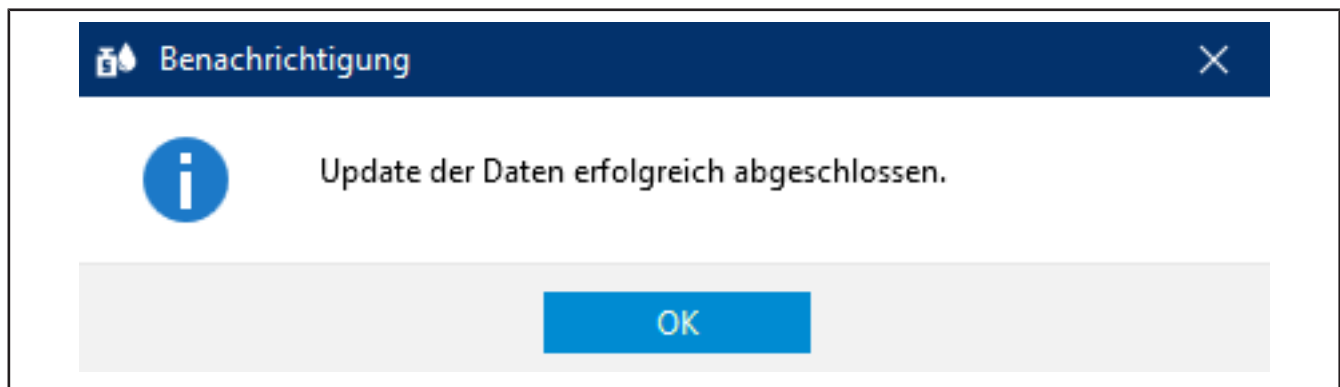 Benachrichtigung
Update der Daten erfolgreich abgeschlossen.
OK